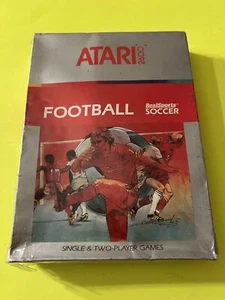 ATARI 2600
FOOTBALL
RealSports
SOCCER
SINGLE & TWO-PLAYER GAMES